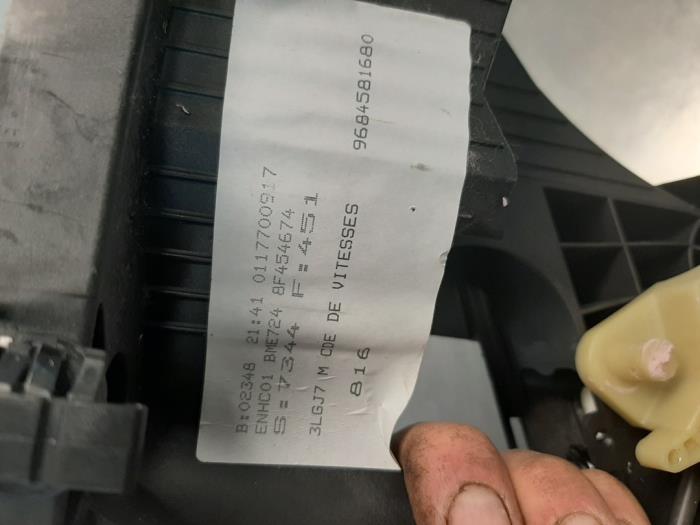 B:02348 21:41 0117700917
ENHC01 BME724 8F454674
S:7344 F:451
3LGJ7 M CDE DE VITESSES 9684581680
816